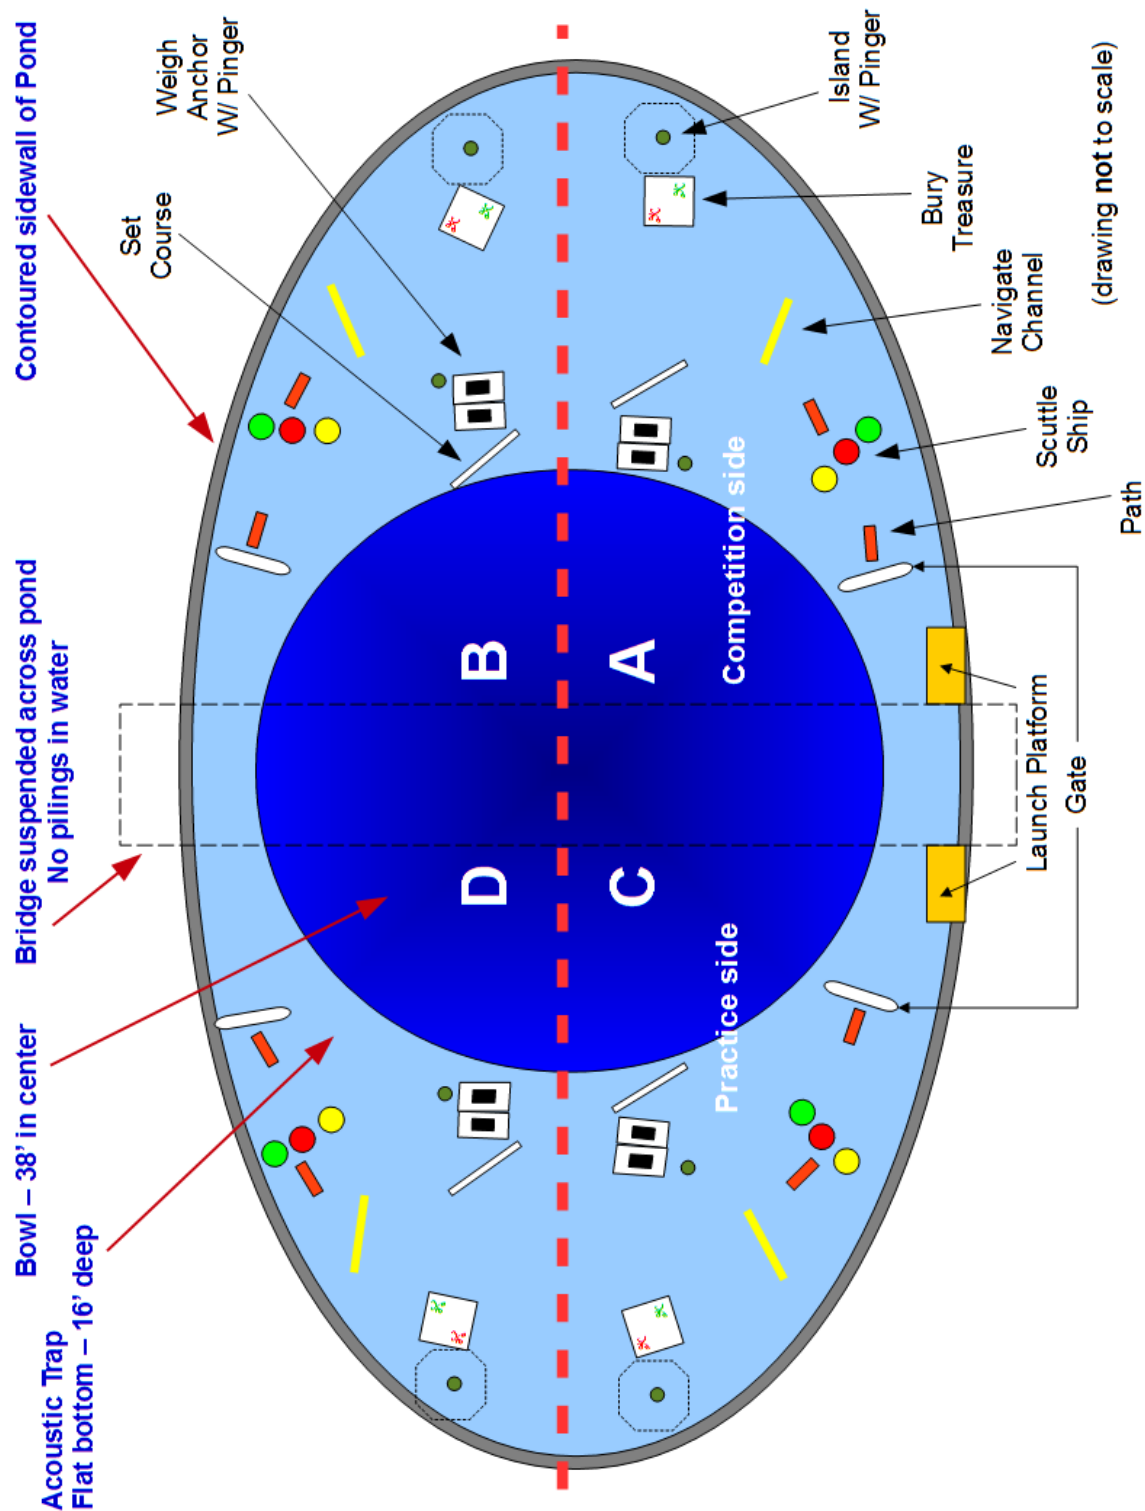 Acoustic Trap
Flat bottom – 16’ deep
Bowl – 38’ in center
Bridge suspended across pond
No pilings in water
Contoured sidewall of Pond
Set
Course
Weigh
Anchor
W/ Pinger
D
B
C
A
Practice side
Competition side
Island
W/ Pinger
Bury
Treasure
Navigate
Channel
Scuttle
Ship
Path
Launch Platform
Gate
(drawing not to scale)